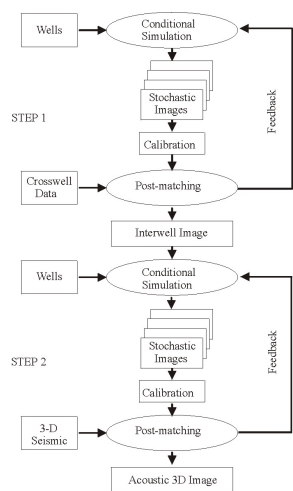 Wells
Conditional
Simulation
Stochastic
Images
STEP 1
Feedback
Calibration
Crosswell
Data
Post-matching
Interwell Image
Wells
Conditional
Simulation
Stochastic
Images
STEP 2
Feedback
Calibration
3-D
Seismic
Post-matching
Acoustic 3D Image